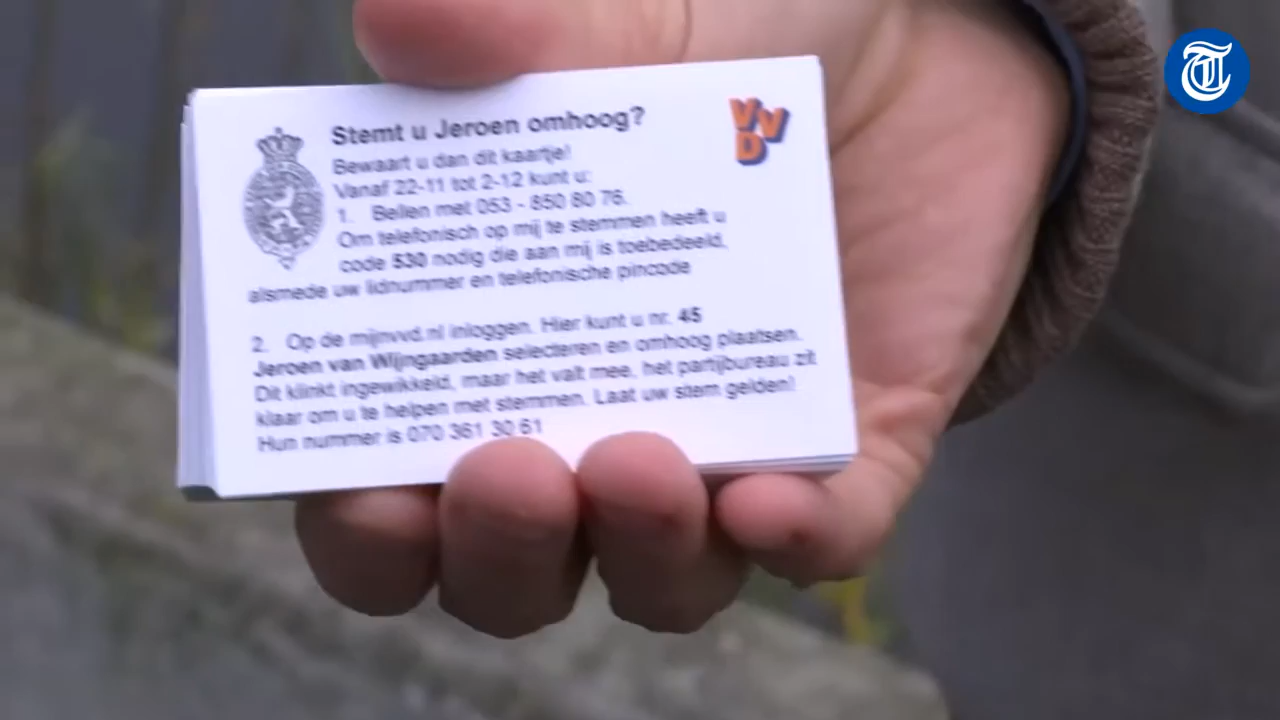 Stemt u Jeroen omhoog?
Bewaart u dan dit kaartje!
Vanaf 22-11 tot 2-12 kunt u:
1. Bellen met 053 - 850 80 76.
Om telefonisch op mij te stemmen heeft u
code 530 nodig die aan mij is toebedeeld,
alsmede uw lidnummer en telefonische pincode
2. Op de mijnvvd.nl inloggen. Hier kunt u nr. 45
Jeroen van Wijngaarden selecteren en omhoog plaatsen.
Dit klinkt ingewikkeld, maar het valt mee, het partijbureau zit
klaar om u te helpen met stemmen. Laat uw stem gelden!
Hun nummer is 070 361 30 61
VVD
T